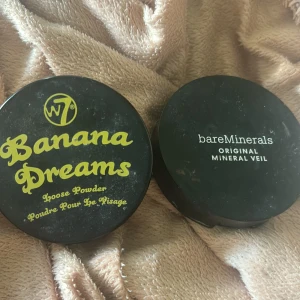 W7
Banana
Dreams
Loose Powder
Poudre Pour Le Visage
bareMinerals
ORIGINAL
MINERAL VEIL